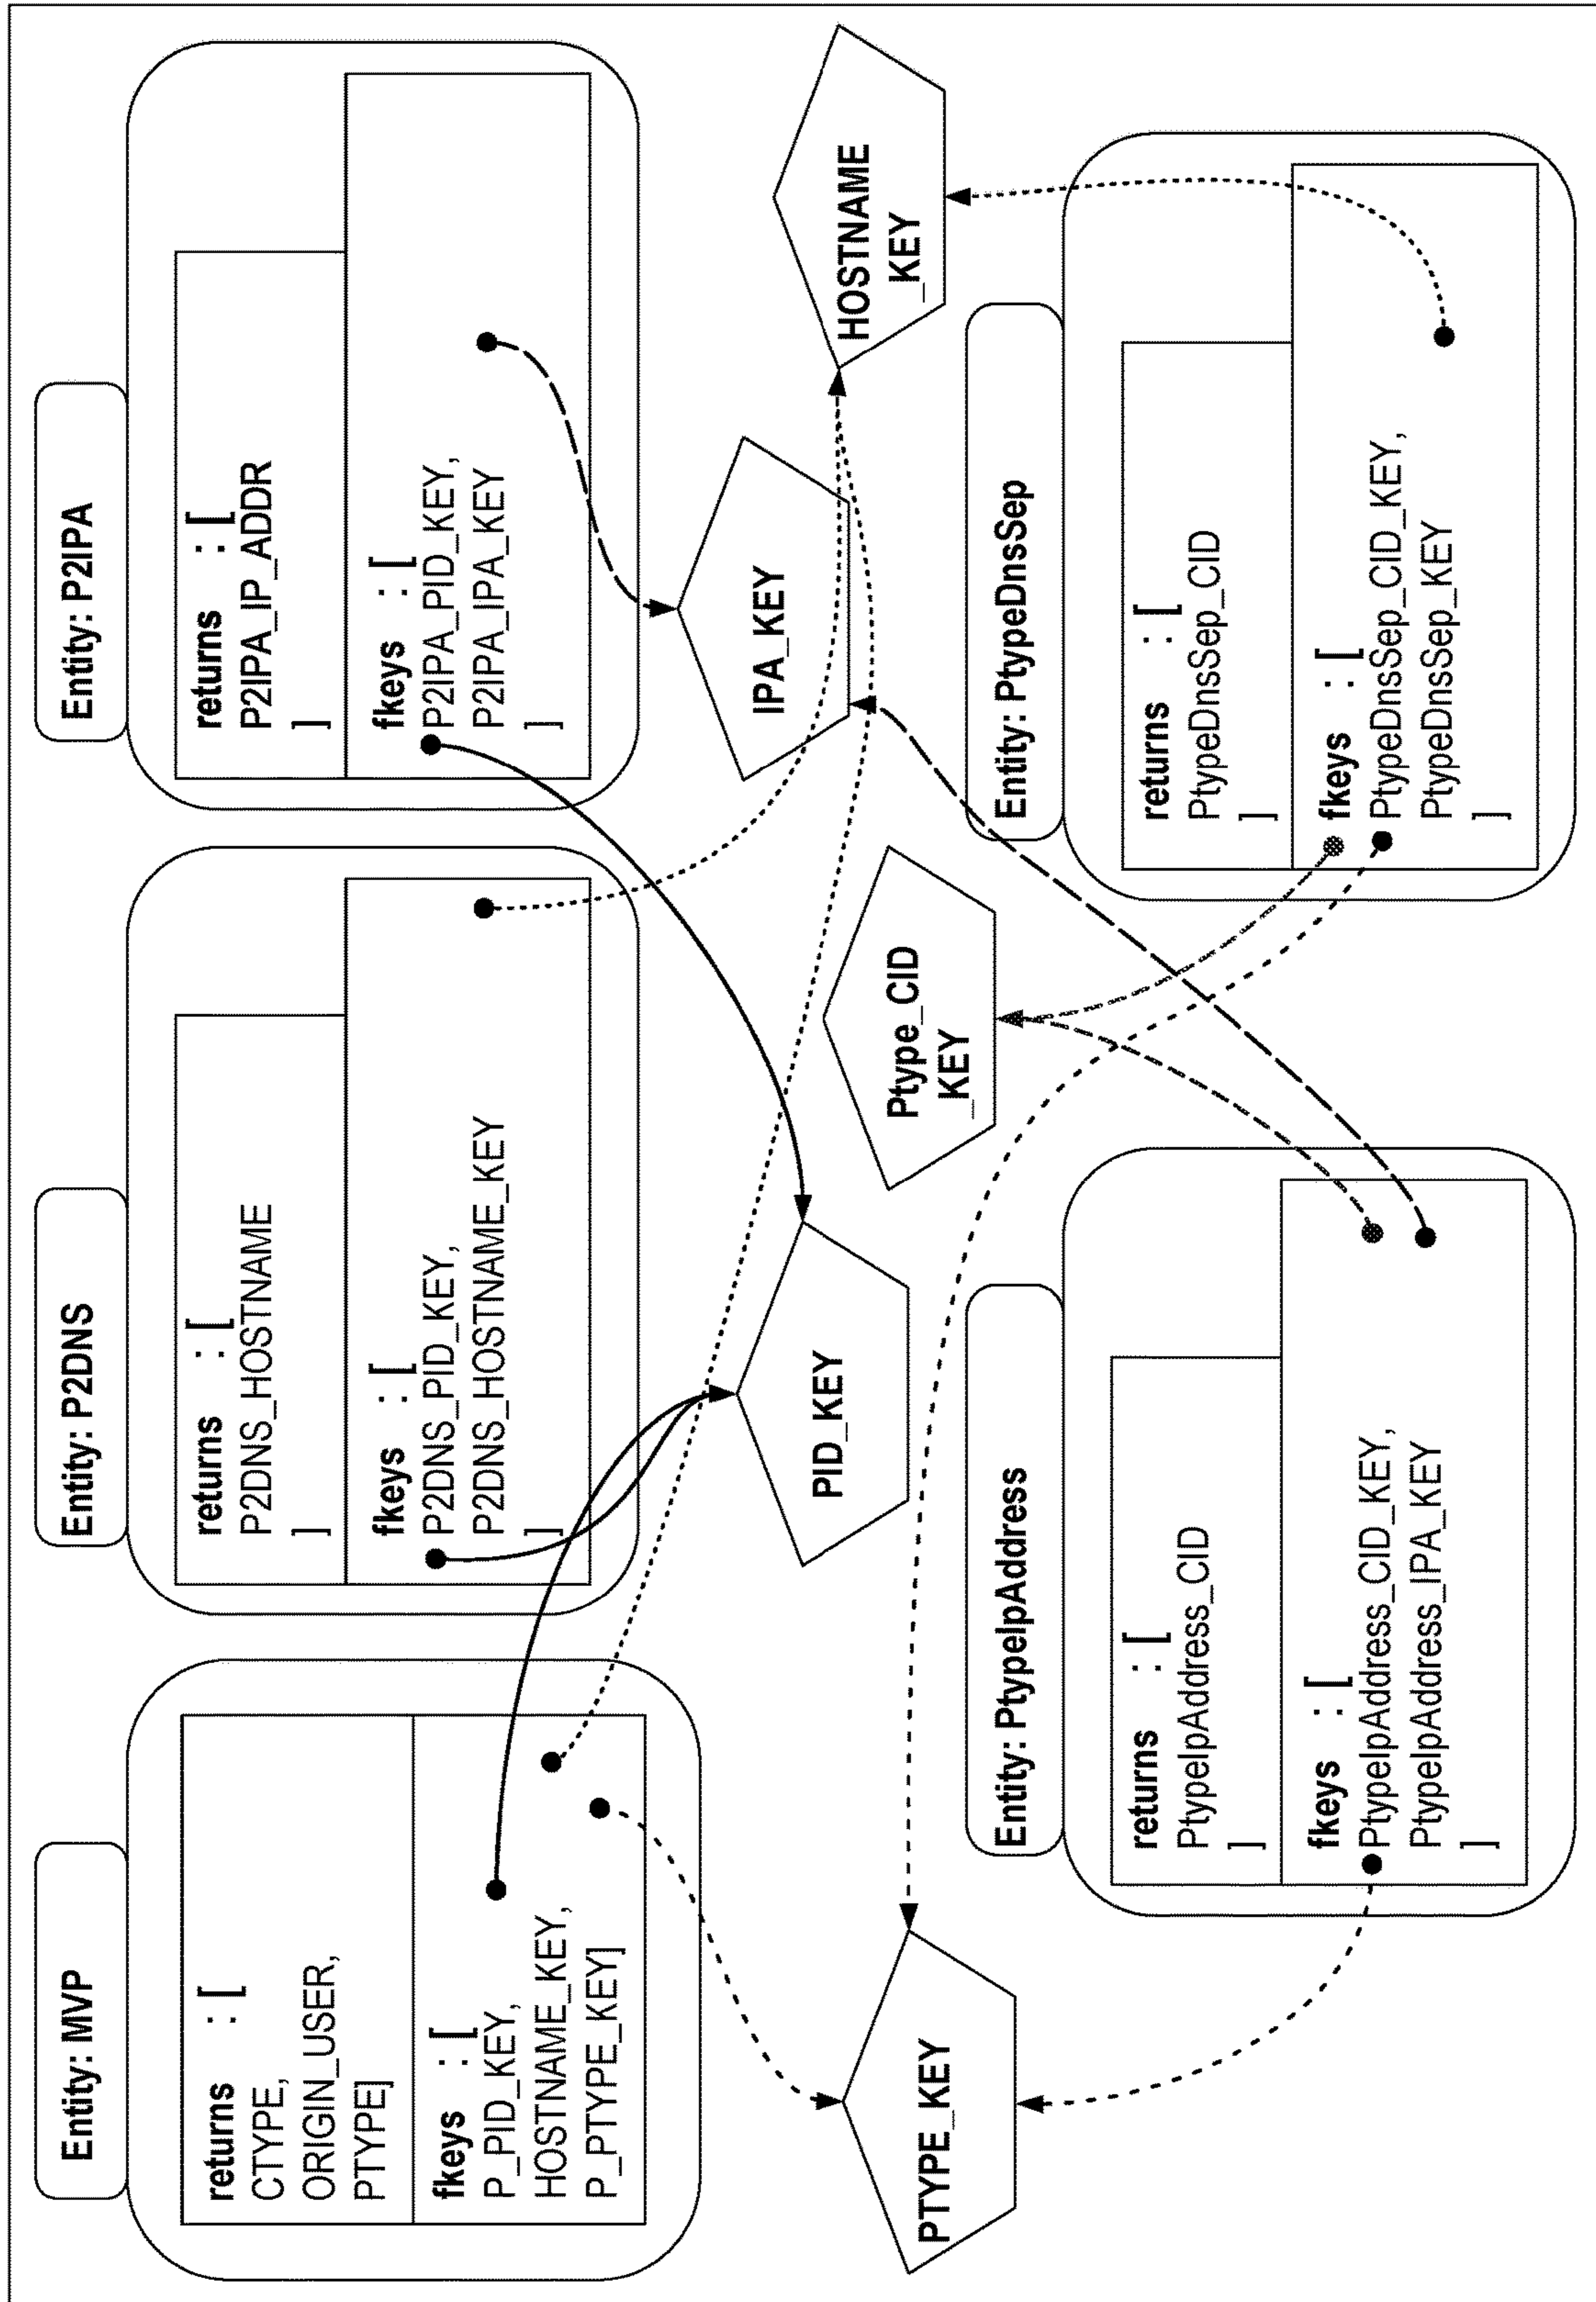 Entity: MVP
returns : [
CTYPE,
ORIGIN_USER,
PTYPE]
fkeys : [
P_PID_KEY,
HOSTNAME_KEY,
P_PTYPE_KEY]
Entity: P2DNS
returns : [
P2DNS_HOSTNAME
]
fkeys : [
P2DNS_PID_KEY,
P2DNS_HOSTNAME_KEY
]
Entity: P2IPA
returns : [
P2IPA_IP_ADDR
]
fkeys : [
P2IPA_PID_KEY,
P2IPA_IPA_KEY
]
PTYPE_KEY
PID_KEY
Ptype_CID
_KEY
IPA_KEY
HOSTNAME
_KEY
Entity: PtypeIpAddress
returns : [
PtypeIpAddress_CID
]
fkeys : [
PtypeIpAddress_CID_KEY,
PtypeIpAddress_IPA_KEY
]
Entity: PtypeDnsSep
returns : [
PtypeDnsSep_CID
]
fkeys : [
PtypeDnsSep_CID_KEY,
PtypeDnsSep_KEY
]